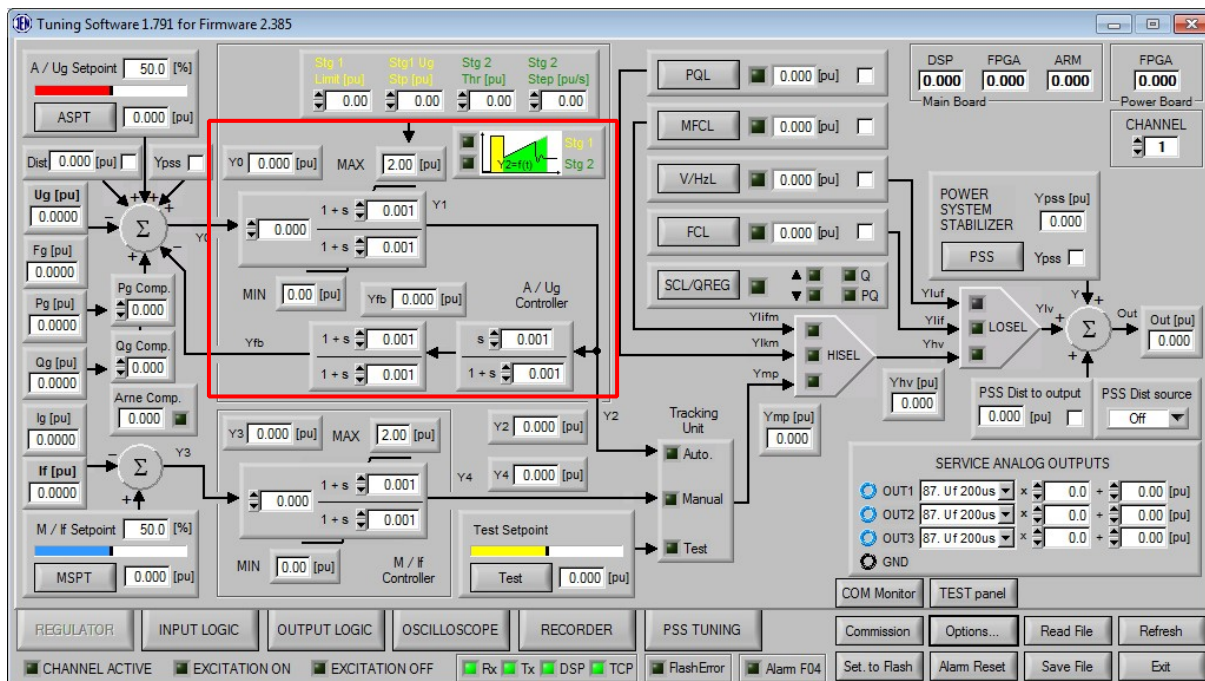 Tuning Software 1.791 for Firmware 2.385
A / Ug Setpoint 50.0 [%]
ASPT 0.000 [pu]
Stg 1 Limit [pu] 0.00
Stg1 Ug Stp [pu] 0.00
Stg 2 Thr [pu] 0.00
Stg 2 Step [pu/s] 0.00
PQL 0.000 [pu]
MFCL 0.000 [pu]
V/HzL 0.000 [pu]
FCL 0.000 [pu]
SCL/QREG Q PQ
DSP 0.000
FPGA 0.000
ARM 0.000
Main Board
FPGA 0.000
Power Board
CHANNEL
1
Dist 0.000 [pu]
Ypss
Y0 0.000 [pu]
MAX 2.00 [pu]
Y2=f(t)
Stg 1
Stg 2
Ug [pu]
0.0000
Fg [pu]
0.0000
Pg [pu]
0.0000
Qg [pu]
0.0000
Ig [pu]
0.0000
If [pu]
0.0000
Σ
Y0
0.000
1 + s 0.001
1 + s 0.001
Y1
MIN 0.00 [pu]
Yfb 0.000 [pu]
A / Ug
Controller
Pg Comp.
0.000
Qg Comp.
0.000
Arne Comp.
0.000
Yfb
1 + s 0.001
1 + s 0.001
s 0.001
1 + s 0.001
POWER
SYSTEM
STABILIZER
PSS
Ypss [pu]
0.000
Ypss
Yluf
Ylif
LOSEL
Ylv
Y
Σ
Out
Out [pu]
0.000
Ylifm
Ylkm
Ymp
HISEL
Yhv
Yhv [pu]
0.000
Ymp [pu]
0.000
PSS Dist to output
0.000 [pu]
PSS Dist source
Off
Y2
Y2 0.000 [pu]
Y4 0.000 [pu]
Tracking
Unit
Auto.
Manual
Test
Σ
Y3
Y3 0.000 [pu]
MAX 2.00 [pu]
0.000
1 + s 0.001
1 + s 0.001
Y4
MIN 0.00 [pu]
M / If
Controller
M / If Setpoint 50.0 [%]
MSPT 0.000 [pu]
Test Setpoint
Test 0.000 [pu]
SERVICE ANALOG OUTPUTS
OUT1 87. Uf 200us x 0.0 + 0.00 [pu]
OUT2 87. Uf 200us x 0.0 + 0.00 [pu]
OUT3 87. Uf 200us x 0.0 + 0.00 [pu]
GND
COM Monitor TEST panel
REGULATOR INPUT LOGIC OUTPUT LOGIC OSCILLOSCOPE RECORDER PSS TUNING
Commission Options... Read File Refresh
CHANNEL ACTIVE EXCITATION ON EXCITATION OFF Rx Tx DSP TCP FlashError Alarm F04
Set. to Flash Alarm Reset Save File Exit